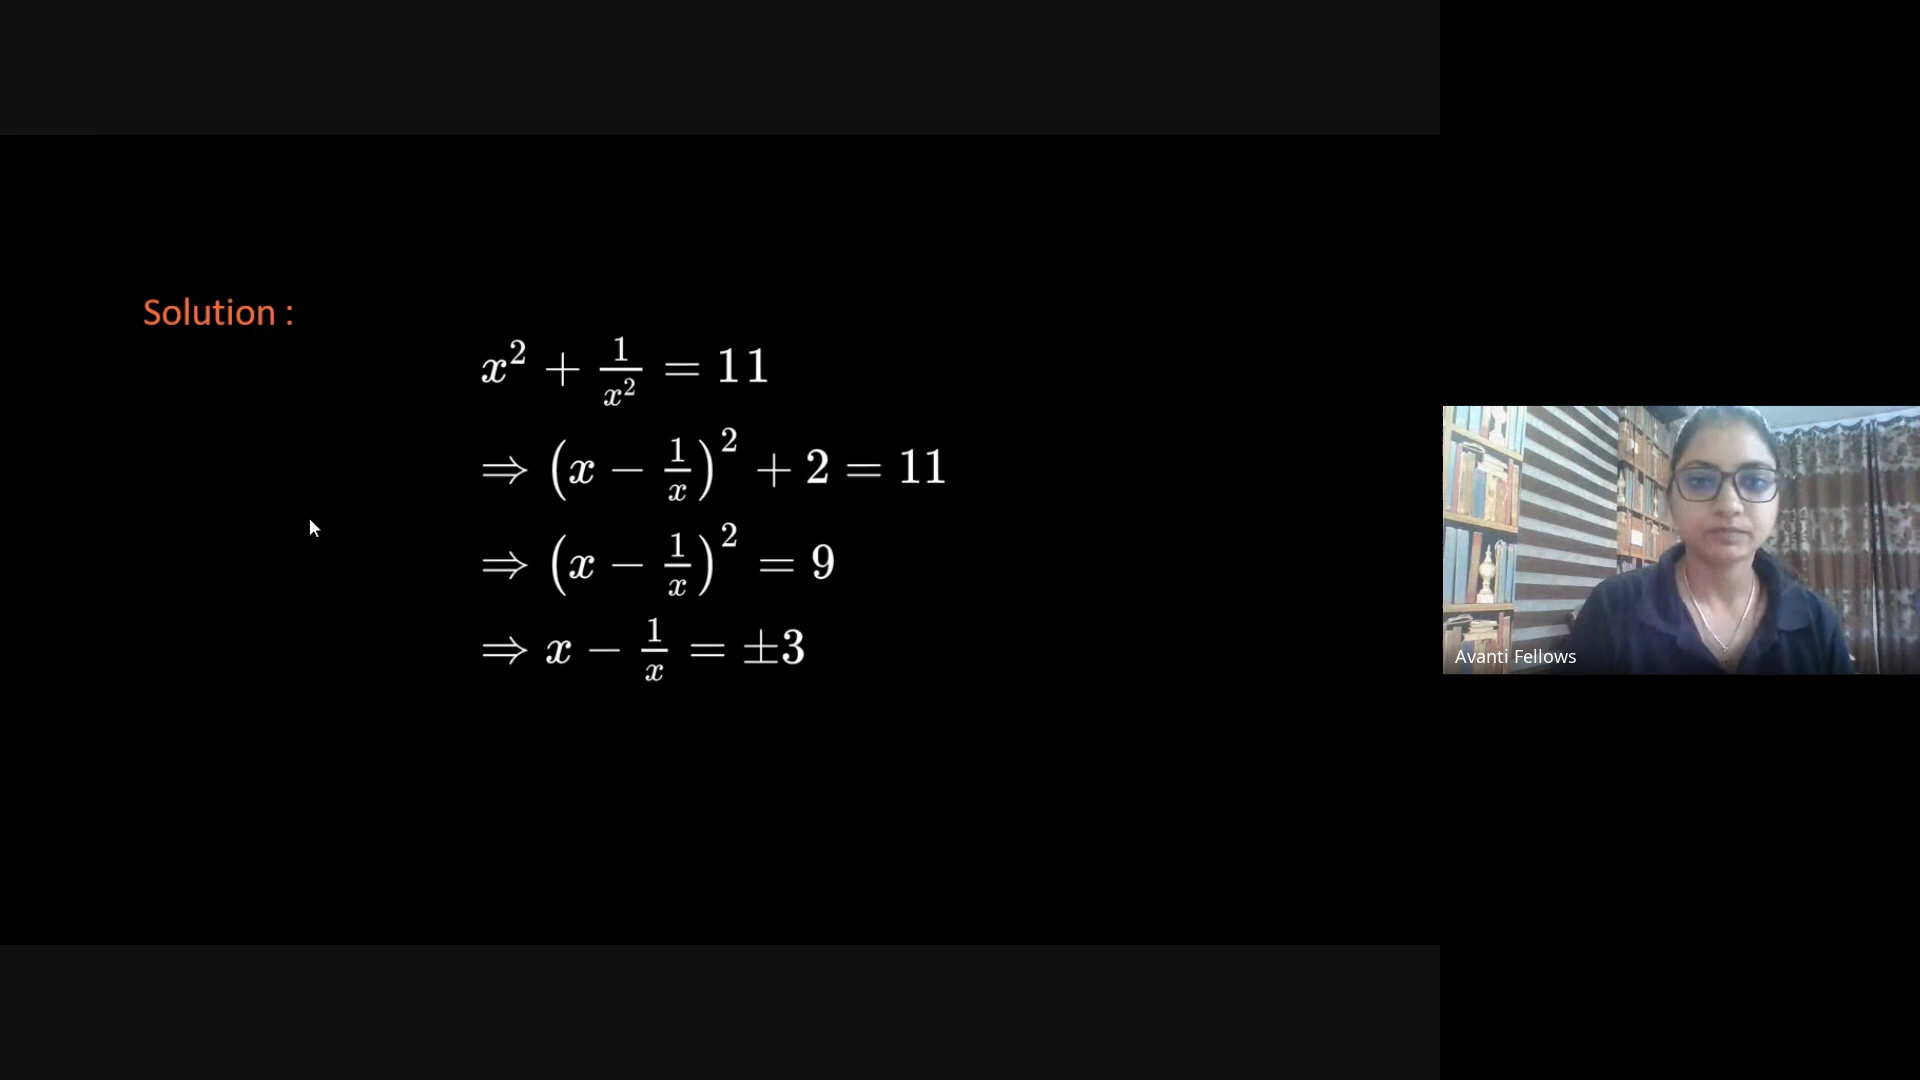 Solution :
x² + 1/x² = 11
⇒ (x − 1/x)² + 2 = 11
⇒ (x − 1/x)² = 9
⇒ x − 1/x = ±3
Avanti Fellows